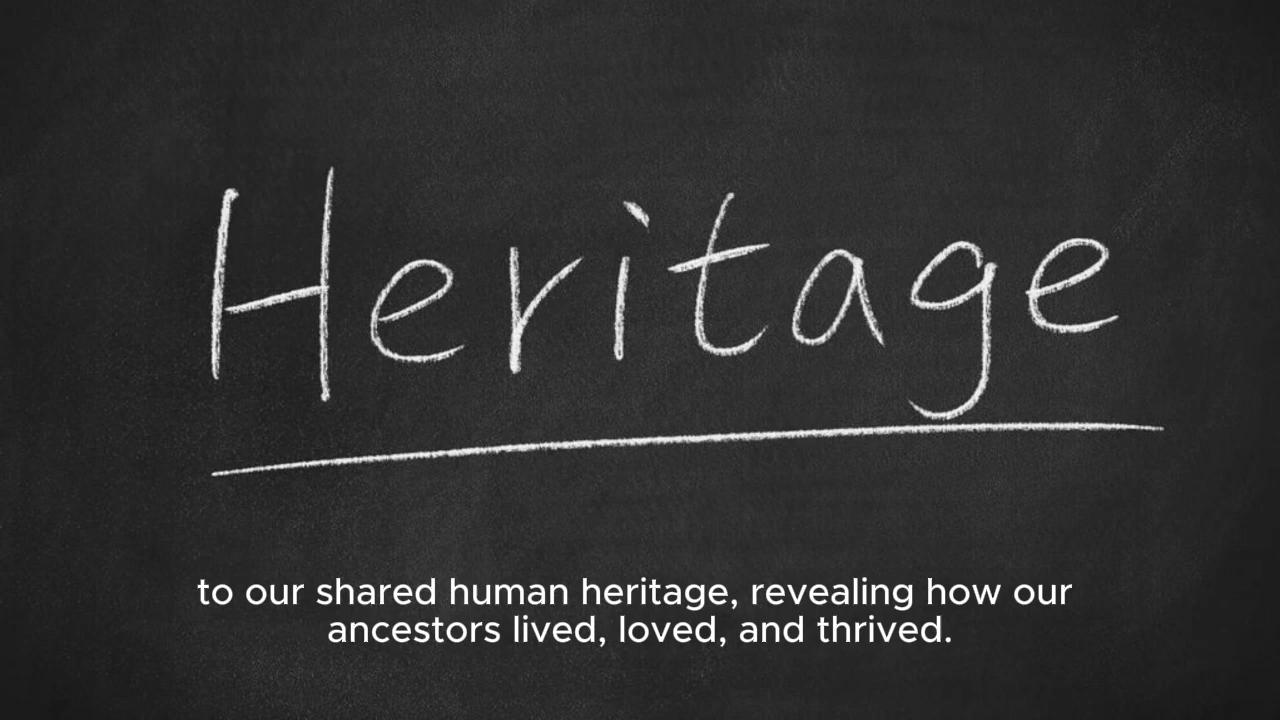 Heritage
to our shared human heritage, revealing how our
ancestors lived, loved, and thrived.